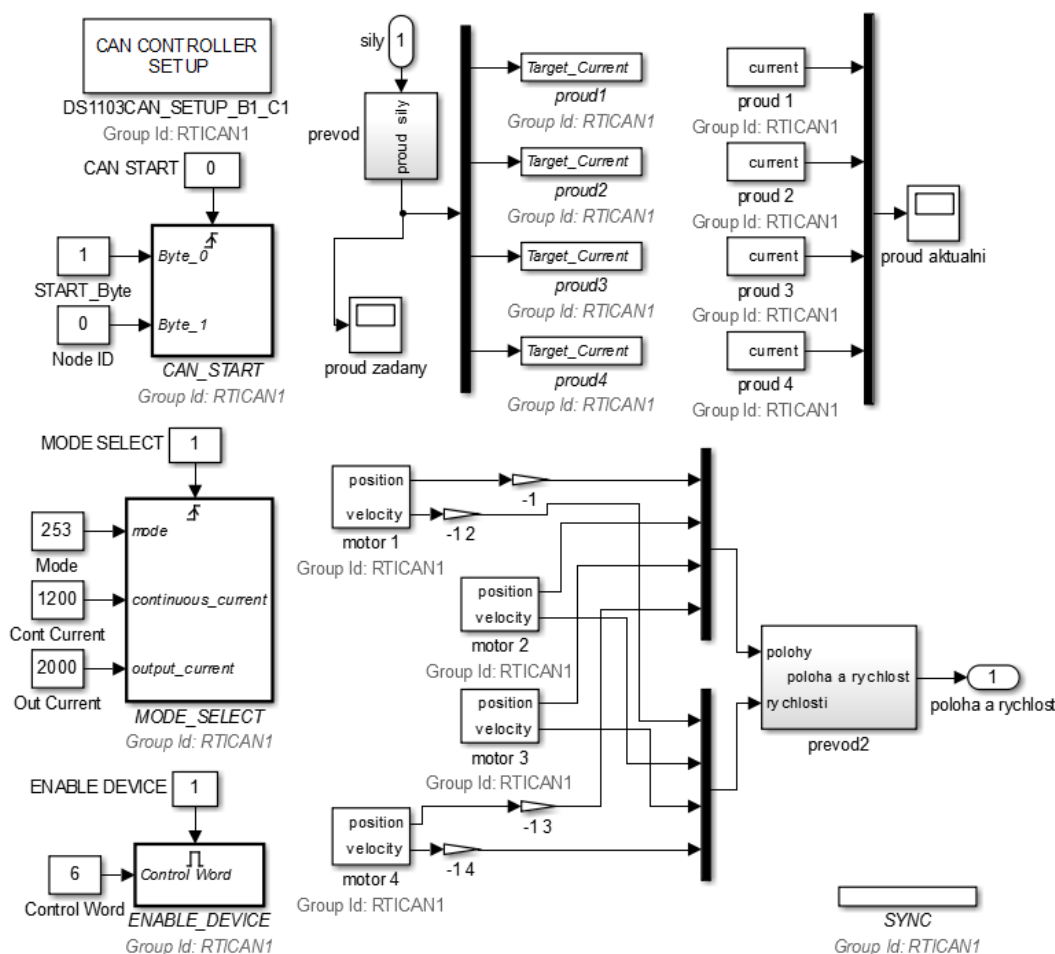 CAN CONTROLLER
SETUP
DS1103CAN_SETUP_B1_C1
Group Id: RTICAN1
CAN START
0
1
START_Byte
0
Node ID
Byte_0
Byte_1
CAN_START
Group Id: RTICAN1
sily
1
prevod
proud sily
proud zadany
Target_Current
proud1
Group Id: RTICAN1
Target_Current
proud2
Group Id: RTICAN1
Target_Current
proud3
Group Id: RTICAN1
Target_Current
proud4
Group Id: RTICAN1
current
proud 1
Group Id: RTICAN1
current
proud 2
Group Id: RTICAN1
current
proud 3
Group Id: RTICAN1
current
proud 4
Group Id: RTICAN1
proud aktualni
MODE SELECT
1
253
Mode
1200
Cont Current
2000
Out Current
mode
continuous_current
output_current
MODE_SELECT
Group Id: RTICAN1
ENABLE DEVICE
1
6
Control Word
Control Word
ENABLE_DEVICE
Group Id: RTICAN1
position
velocity
motor 1
Group Id: RTICAN1
-1
-1 2
position
velocity
motor 2
Group Id: RTICAN1
position
velocity
motor 3
Group Id: RTICAN1
position
velocity
motor 4
Group Id: RTICAN1
-1 3
-1 4
polohy
poloha a rychlost
rychlosti
prevod2
1
poloha a rychlost
SYNC
Group Id: RTICAN1